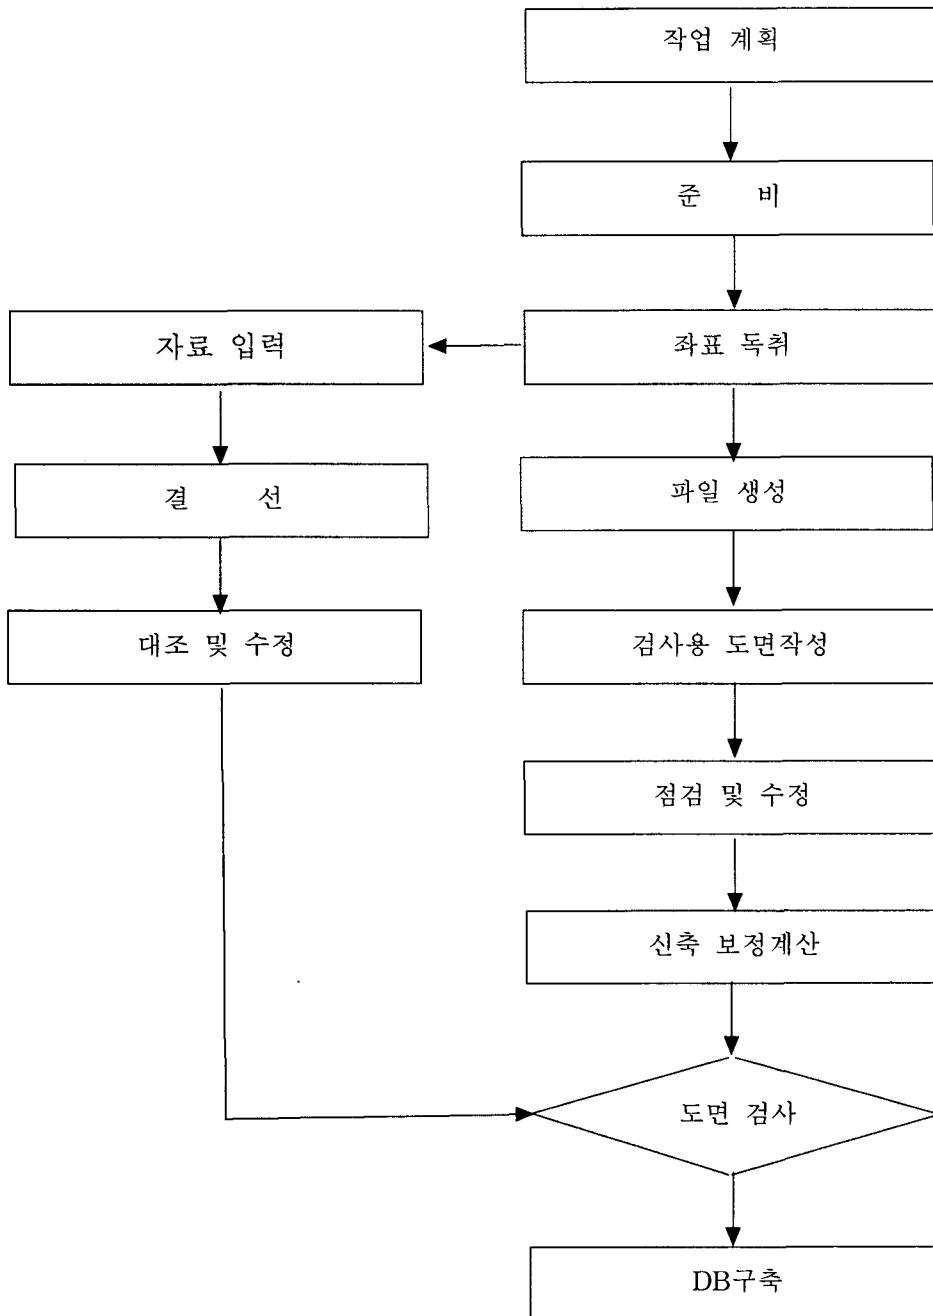 작업 계획
준 비
자료 입력
좌표 독취
결 선
파일 생성
대조 및 수정
검사용 도면작성
점검 및 수정
신축 보정계산
도면 검사
DB구축